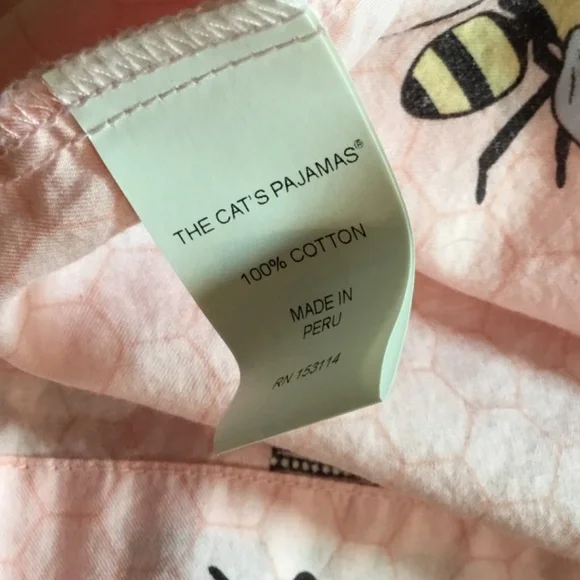 THE CAT'S PAJAMAS®
100% COTTON
MADE IN
PERU
RN 153114